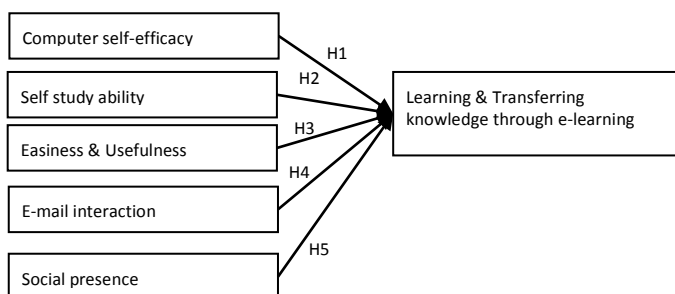 Computer self-efficacy
H1
H2
Self study ability
Learning & Transferring
knowledge through e-learning
H3
Easiness & Usefulness
H4
E-mail interaction
H5
Social presence